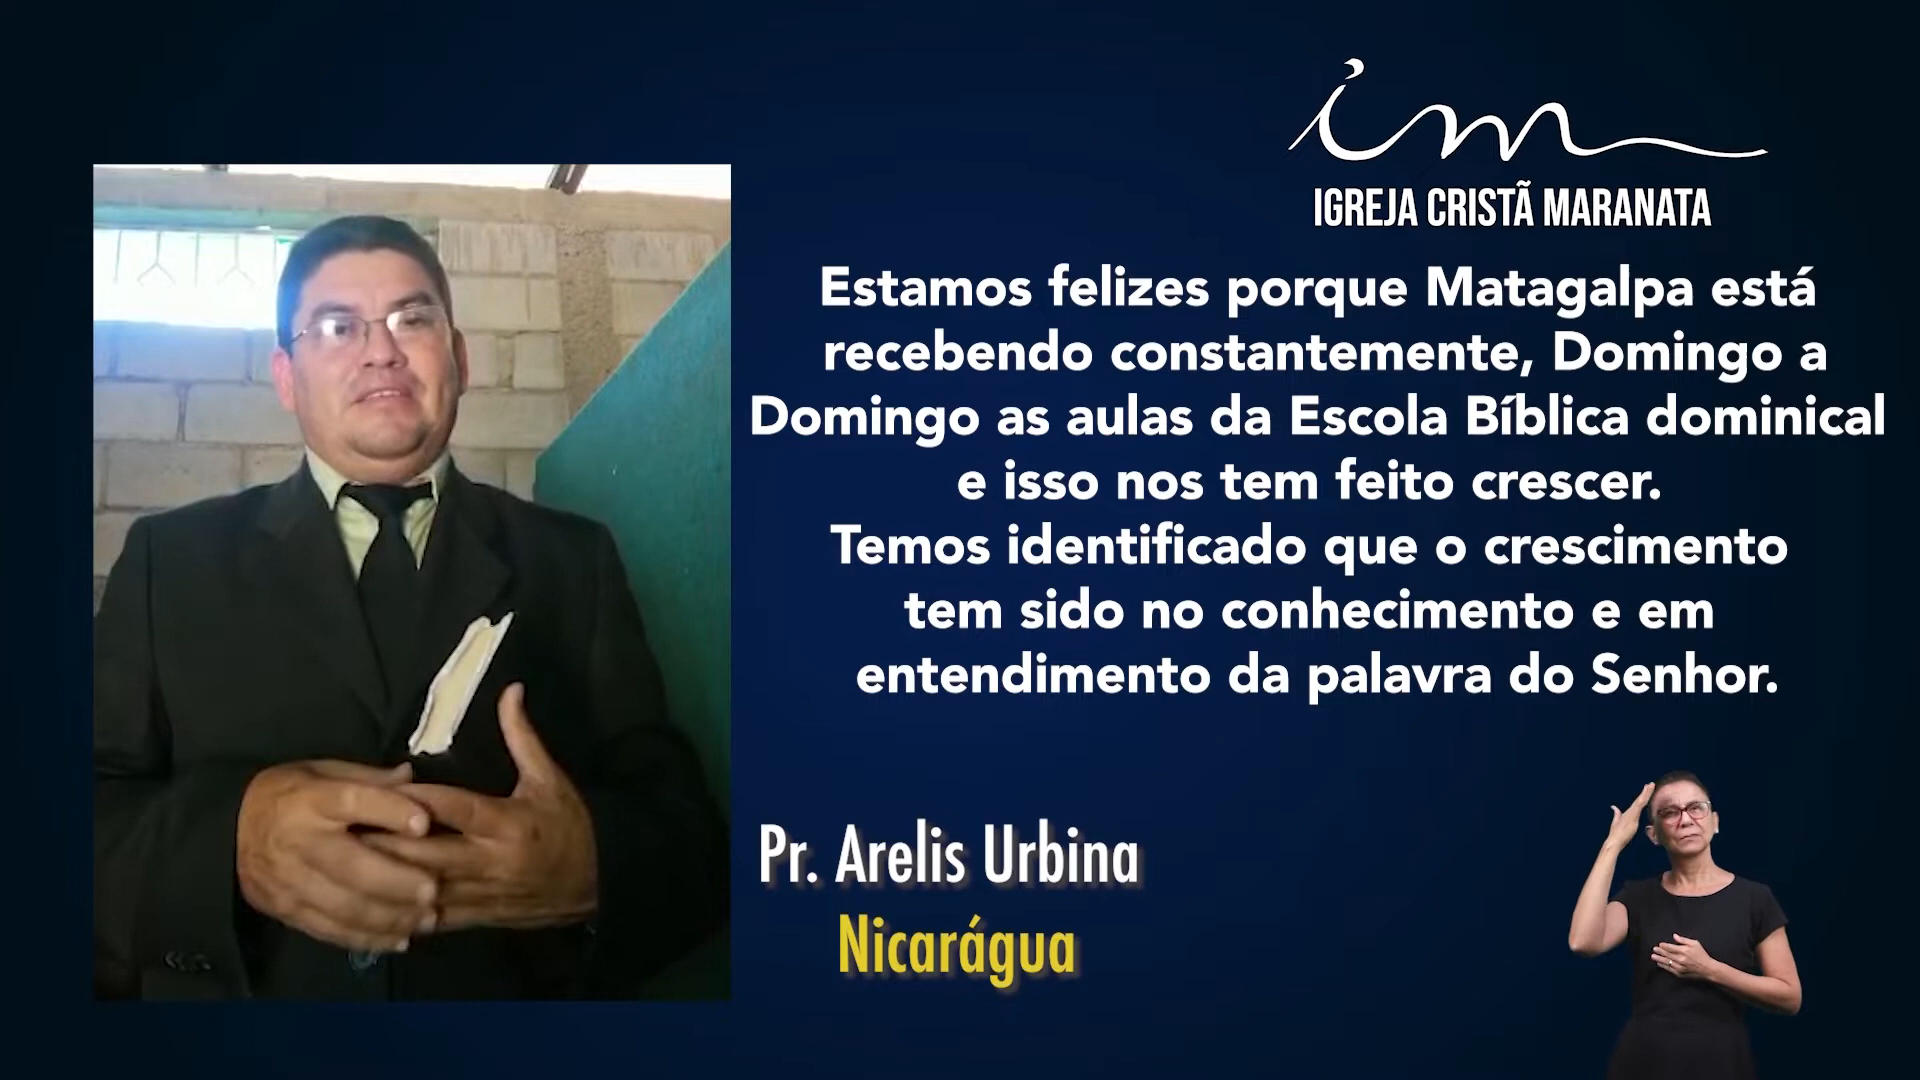 im
IGREJA CRISTÃ MARANATA
Estamos felizes porque Matagalpa está
recebendo constantemente, Domingo a
Domingo as aulas da Escola Bíblica dominical
e isso nos tem feito crescer.
Temos identificado que o crescimento
tem sido no conhecimento e em
entendimento da palavra do Senhor.
Pr. Arelis Urbina
Nicarágua